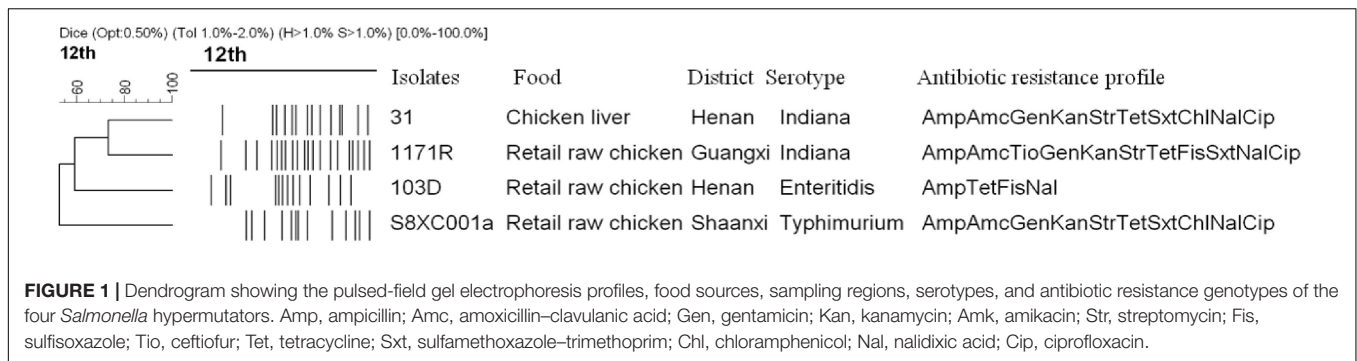 Dice (Opt:0.50%) (Tol 1.0%-2.0%) (H>1.0% S>1.0%) [0.0%-100.0%]
12th 12th
60 80 100
Isolates Food District Serotype Antibiotic resistance profile
31 Chicken liver Henan Indiana AmpAmcGenKanStrTetSxtChlNalCip
1171R Retail raw chicken Guangxi Indiana AmpAmcTioGenKanStrTetFisSxtNalCip
103D Retail raw chicken Henan Enteritidis AmpTetFisNal
S8XC001a Retail raw chicken Shaanxi Typhimurium AmpAmcGenKanStrTetSxtChlNalCip
FIGURE 1 | Dendrogram showing the pulsed-field gel electrophoresis profiles, food sources, sampling regions, serotypes, and antibiotic resistance genotypes of the
four Salmonella hypermutators. Amp, ampicillin; Amc, amoxicillin–clavulanic acid; Gen, gentamicin; Kan, kanamycin; Amk, amikacin; Str, streptomycin; Fis,
sulfisoxazole; Tio, ceftiofur; Tet, tetracycline; Sxt, sulfamethoxazole–trimethoprim; Chl, chloramphenicol; Nal, nalidixic acid; Cip, ciprofloxacin.